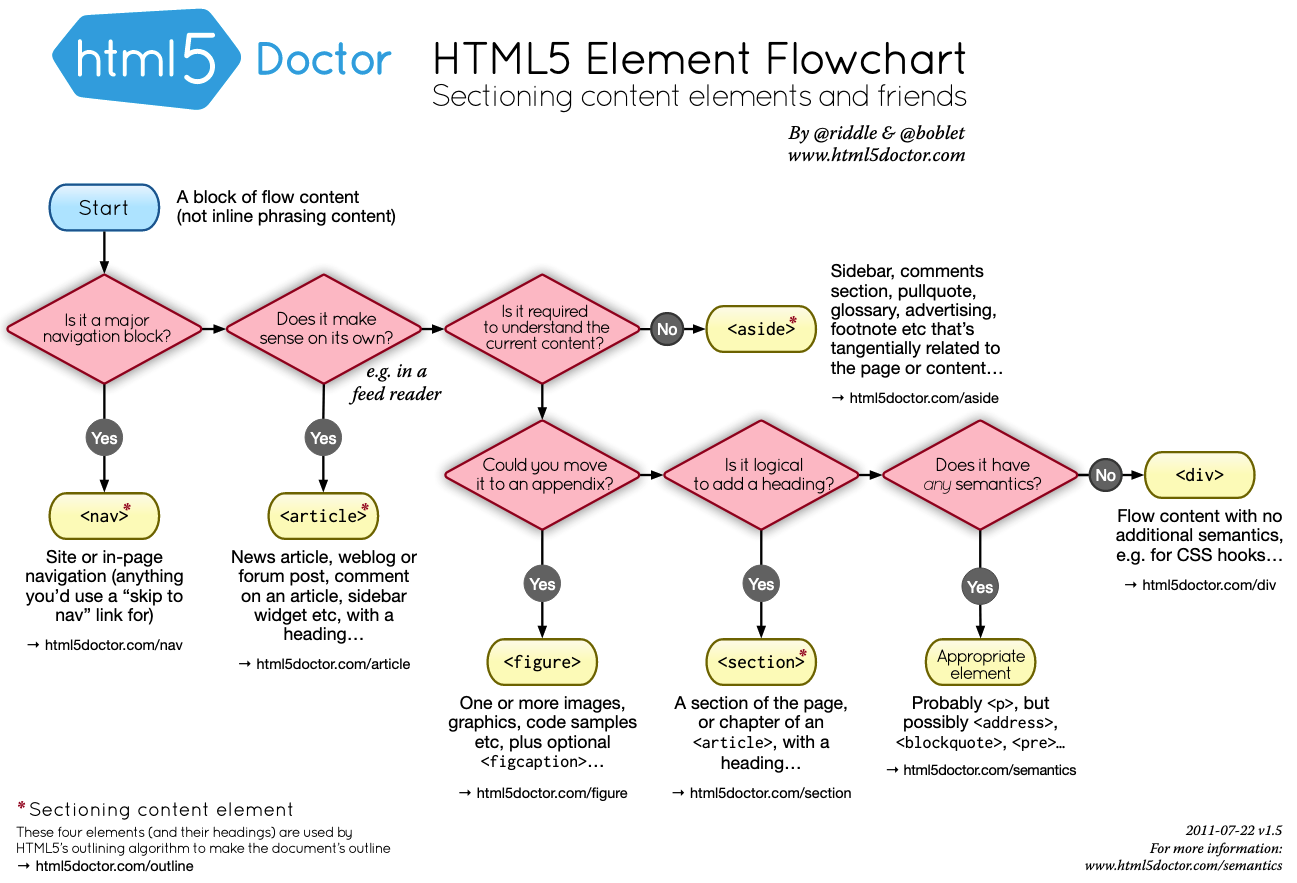 html5 Doctor
HTML5 Element Flowchart
Sectioning content elements and friends
By @riddle & @boblet
www.html5doctor.com
Start
A block of flow content
(not inline phrasing content)
Is it a major
navigation block?
Does it make
sense on its own?
e.g. in a
feed reader
Is it required
to understand the
current content?
No
<aside>*
Sidebar, comments
section, pullquote,
glossary, advertising,
footnote etc that’s
tangentially related to
the page or content…
→ html5doctor.com/aside
Yes
<nav>*
Site or in-page
navigation (anything
you’d use a “skip to
nav” link for)
→ html5doctor.com/nav
Yes
<article>*
News article, weblog or
forum post, comment
on an article, sidebar
widget etc, with a
heading…
→ html5doctor.com/article
Could you move
it to an appendix?
Is it logical
to add a heading?
Does it have
any semantics?
No
<div>
Flow content with no
additional semantics,
e.g. for CSS hooks…
→ html5doctor.com/div
Yes
<figure>
One or more images,
graphics, code samples
etc, plus optional
<figcaption>…
→ html5doctor.com/figure
Yes
<section>*
A section of the page,
or chapter of an
<article>, with a
heading…
→ html5doctor.com/section
Yes
Appropriate
element
Probably <p>, but
possibly <address>,
<blockquote>, <pre>…
→ html5doctor.com/semantics
*Sectioning content element
These four elements (and their headings) are used by
HTML5’s outlining algorithm to make the document’s outline
→ html5doctor.com/outline
2011-07-22 v1.5
For more information:
www.html5doctor.com/semantics